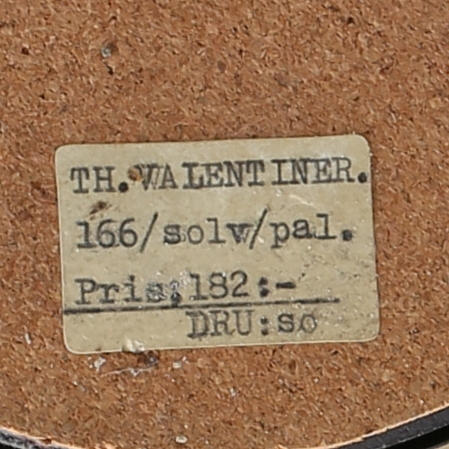 TH.VALENTINER.
166/solv/pal.
Pris;182:-
DRU:so